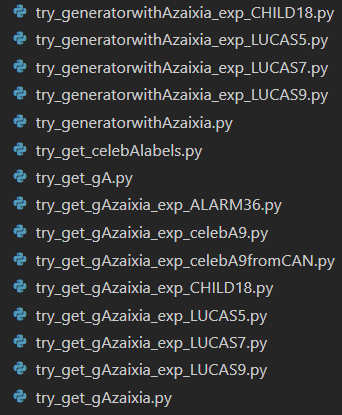 try_generatorwithAzaixia_exp_CHILD18.py
try_generatorwithAzaixia_exp_LUCAS5.py
try_generatorwithAzaixia_exp_LUCAS7.py
try_generatorwithAzaixia_exp_LUCAS9.py
try_generatorwithAzaixia.py
try_get_celebAlabels.py
try_get_gA.py
try_get_gAzaixia_exp_ALARM36.py
try_get_gAzaixia_exp_celebA9.py
try_get_gAzaixia_exp_celebA9fromCAN.py
try_get_gAzaixia_exp_CHILD18.py
try_get_gAzaixia_exp_LUCAS5.py
try_get_gAzaixia_exp_LUCAS7.py
try_get_gAzaixia_exp_LUCAS9.py
try_get_gAzaixia.py